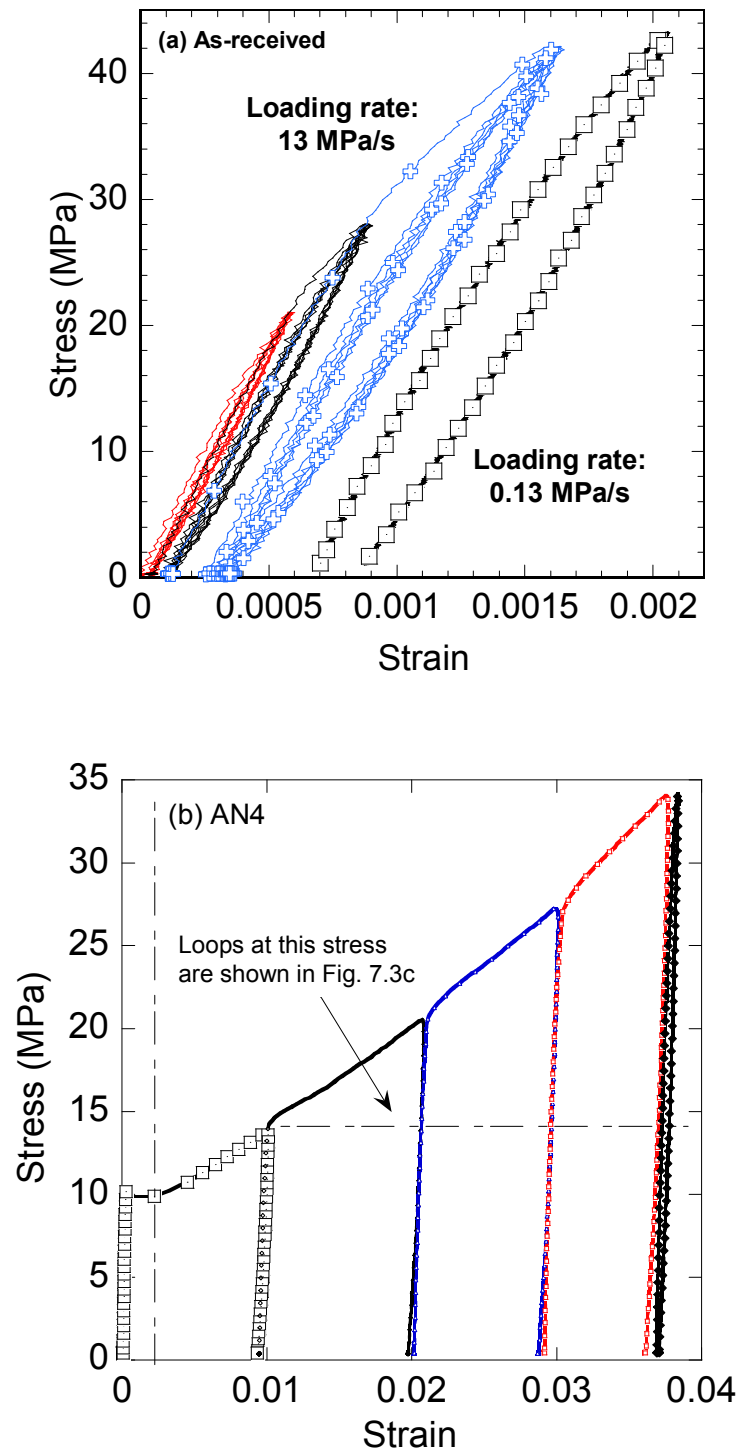 (a) As-received
Loading rate:
13 MPa/s
Loading rate:
0.13 MPa/s
Stress (MPa)
40
30
20
10
0
0 0.0005 0.001 0.0015 0.002
Strain
(b) AN4
Loops at this stress
are shown in Fig. 7.3c
Stress (MPa)
35
30
25
20
15
10
5
0
0 0.01 0.02 0.03 0.04
Strain